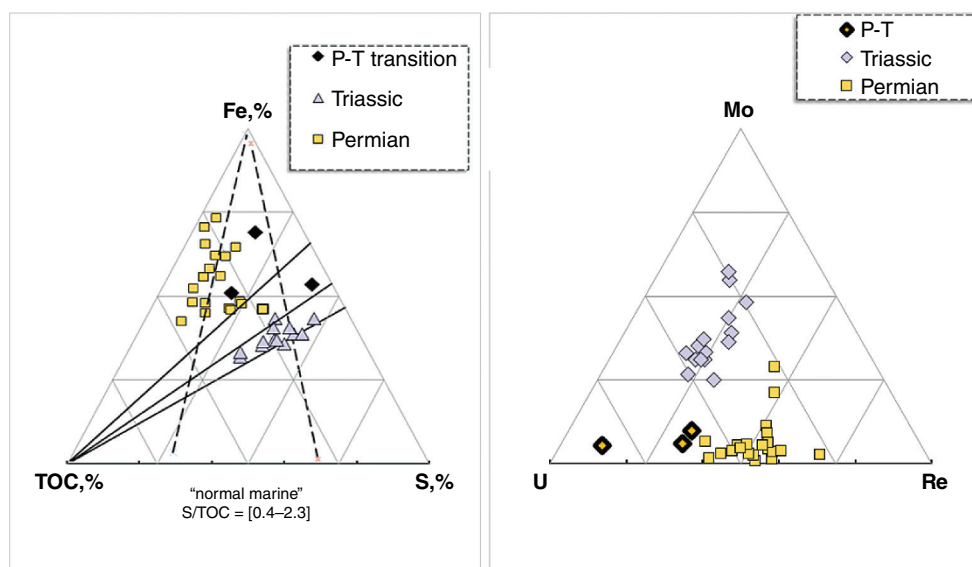 P-T transition
Triassic
Permian
Fe,%
TOC,%
S,%
“normal marine”
S/TOC = [0.4–2.3]
P-T
Triassic
Permian
Mo
U
Re